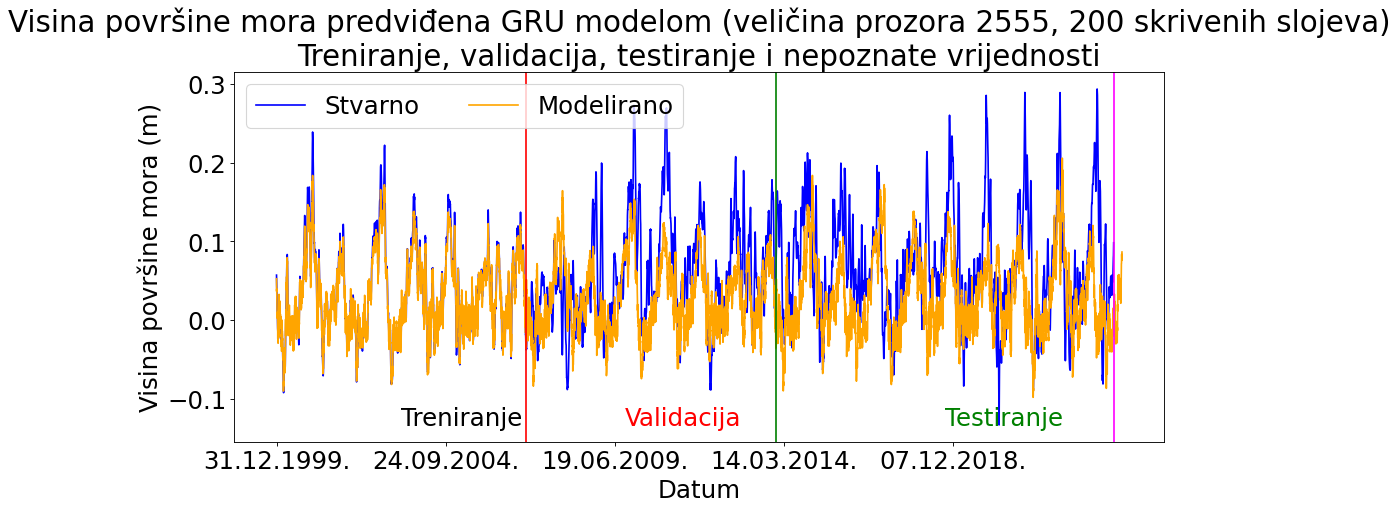 Visina površine mora predviđena GRU modelom (veličina prozora 2555, 200 skrivenih slojeva)
Treniranje, validacija, testiranje i nepoznate vrijednosti
Stvarno Modelirano
Visina površine mora (m)
0.3
0.2
0.1
0.0
−0.1
Treniranje Validacija Testiranje
31.12.1999. 24.09.2004. 19.06.2009. 14.03.2014. 07.12.2018.
Datum